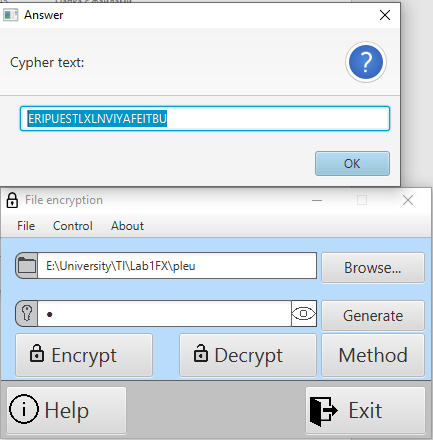 Answer
Cypher text:
ERIPUESTLXLNVIYAFEITBU
OK
File encryption
File Control About
E:\University\TI\Lab1FX\pleu
Browse...
Generate
Encrypt
Decrypt
Method
Help
Exit